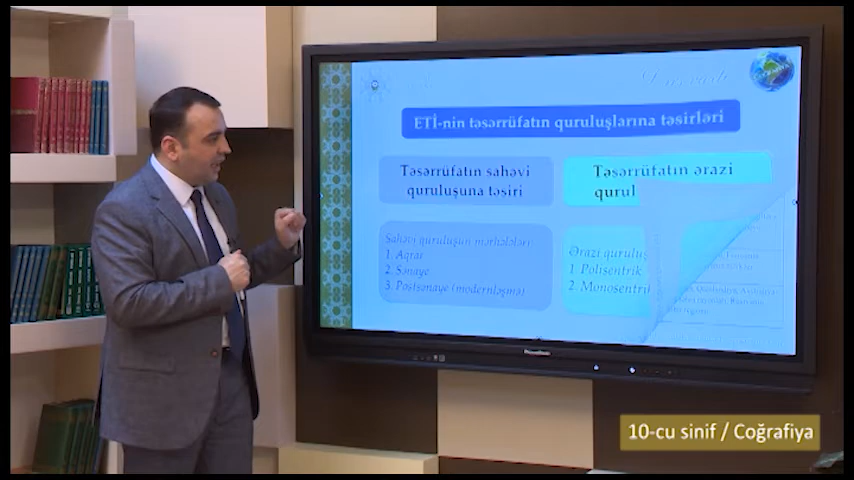 ETİ-nin təsərrüfatın quruluşlarına təsirləri
Təsərrüfatın sahəvi
quruluşuna təsiri
Təsərrüfatın ərazi
qurul
Sahəvi quruluşun mərhələləri:
1. Aqrar
2. Sənaye
3. Postsənaye (modernləşmə)
Ərazi quruluş
1. Polisentrik
2. Monosentrik
10-cu sinif / Coğrafiya